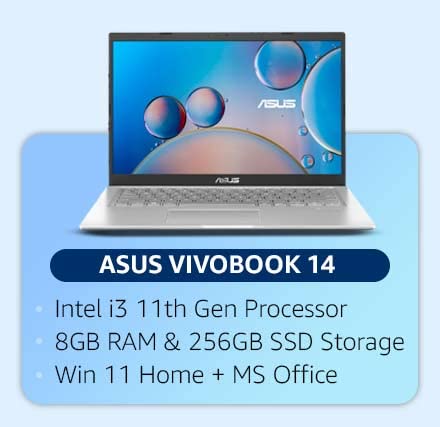 ASUS
ASUS
ASUS VIVOBOOK 14
Intel i3 11th Gen Processor
8GB RAM & 256GB SSD Storage
Win 11 Home + MS Office